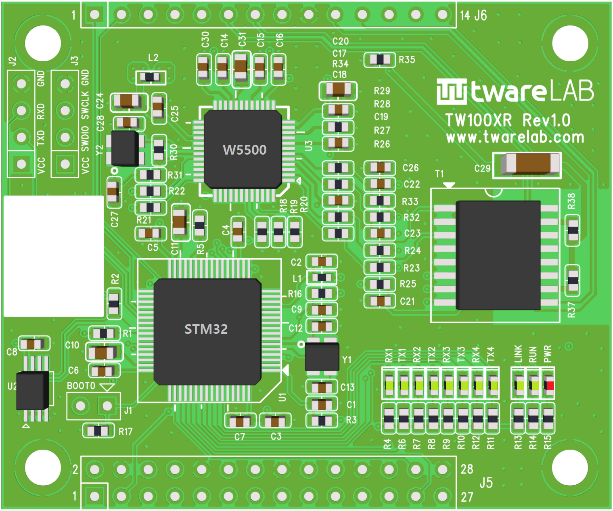 1 14 J6
J2 J3
GND GND
RXD SWCLK
TXD SWDIO
VCC VCC
L2
C30 C14 C31 C15 C16
C20
C17
R34
C18
R35
C24
C28
Y2
C25
R30
R31
R22
R21
C27
C5
W5500
U3
R29
R28
C19
R27
R26
twareLAB
TW100XR Rev1.0
www.twarelab.com
C29
T1
R38
R37
C26
C22
R33
R32
C23
R24
R23
R25
C21
C11 R5 C4 R18 R19 R20
C2
L1
R16
C9
C12
Y1
C13
C1
R3
STM32
U1
R2
R1
C10
C6
C8
U2
BOOT0
J1
R17
C7 C3
RX1 TX1 RX2 TX2 RX3 TX3 RX4 TX4 LINK RUN PWR
R4 R6 R7 R8 R9 R10 R12 R11 R13 R14 R15
2 28
1 27
J5